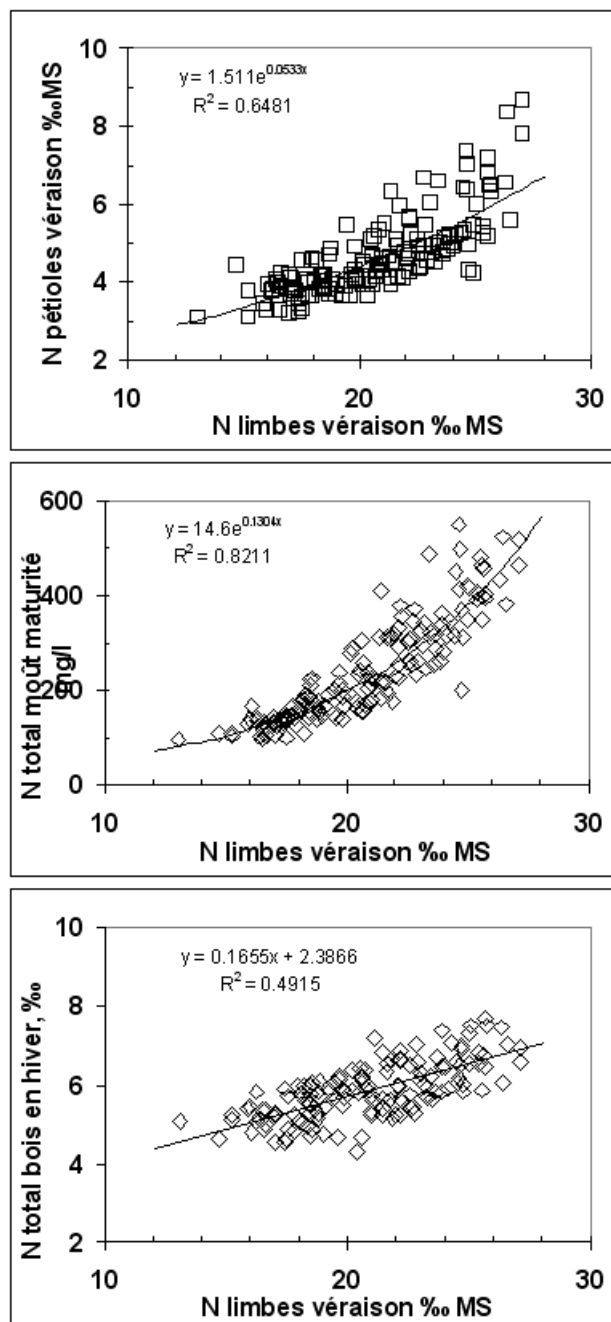 10
8
6
4
2
N pétioles véraison ‰MS
y = 1.511e^0.0533x
R² = 0.6481
10 20 30
N limbes véraison ‰ MS
600
400
200
0
N total moût maturité
mg/l
y = 14.6e^0.1304x
R² = 0.8211
10 20 30
N limbes véraison ‰ MS
10
8
6
4
2
N total bois en hiver, ‰
y = 0.1655x + 2.3866
R² = 0.4915
10 20 30
N limbes véraison ‰ MS